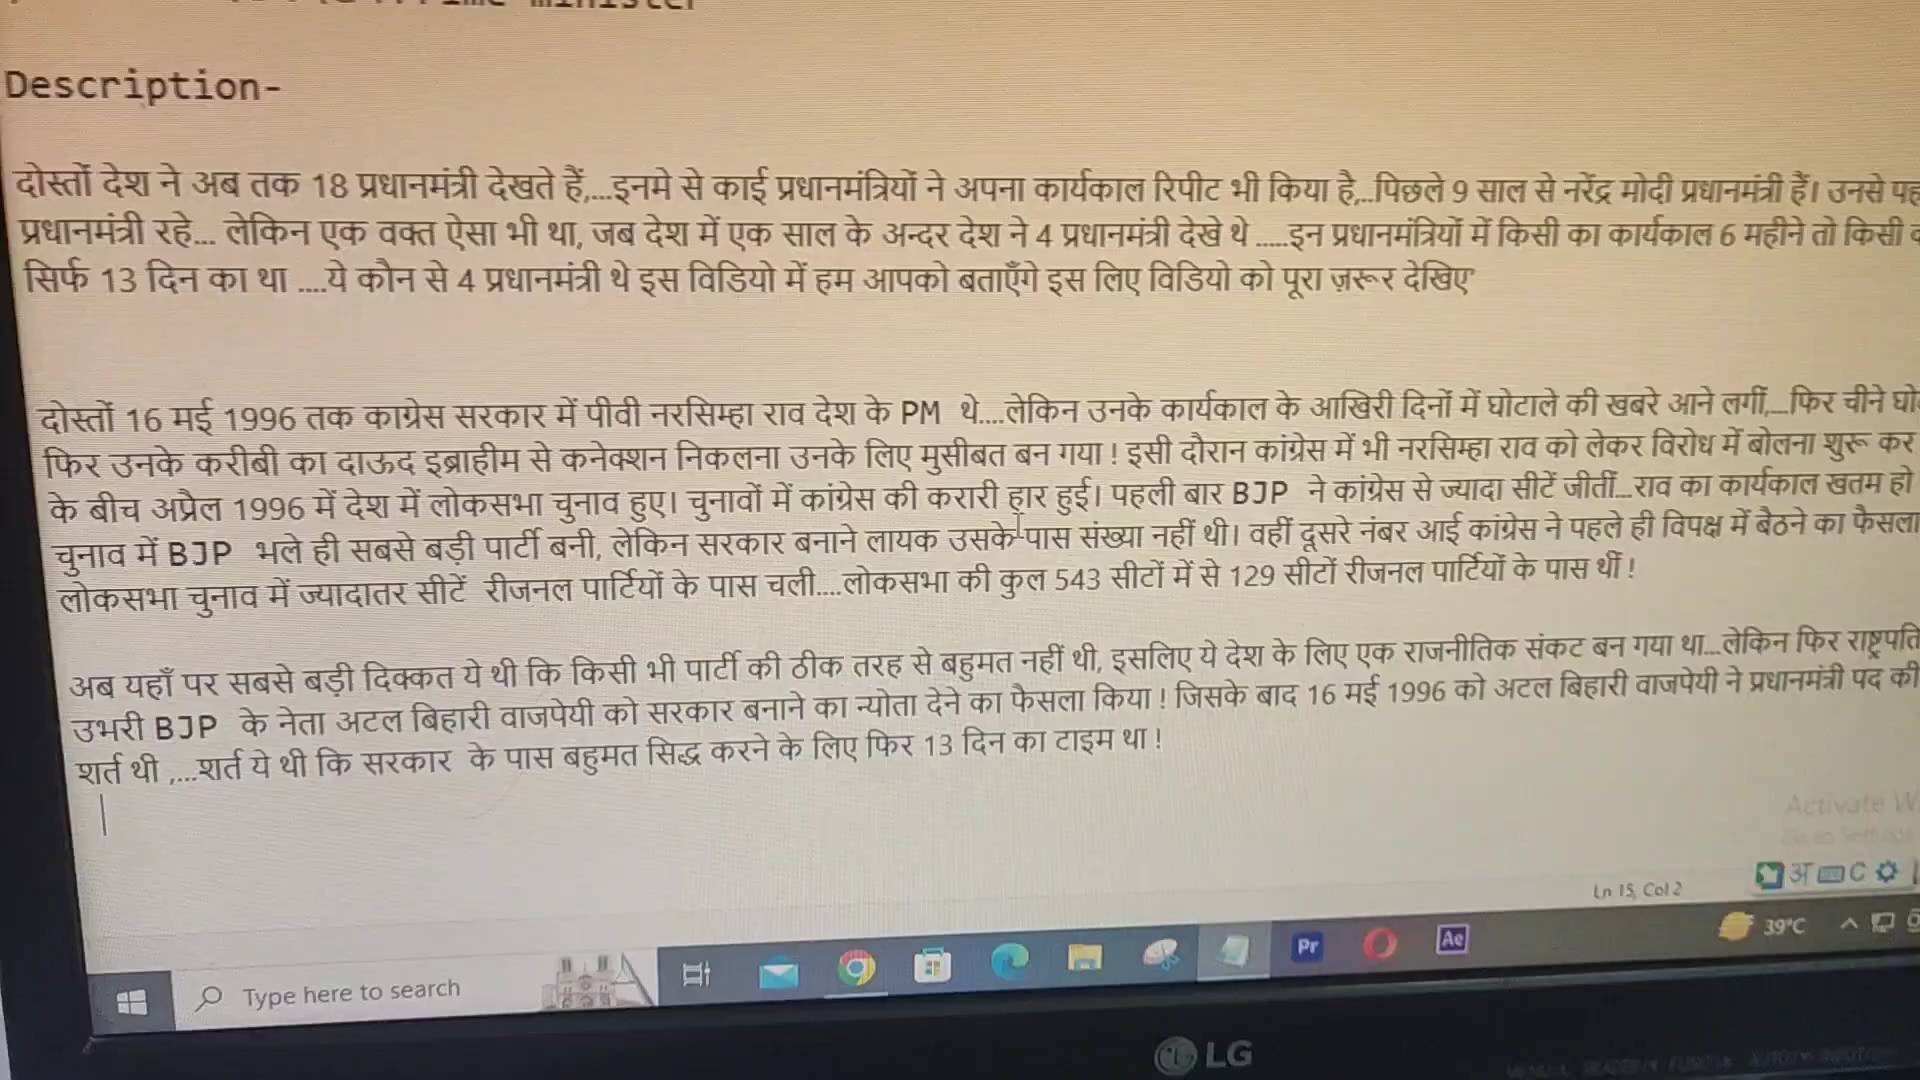 minister
Description-
दोस्तों देश ने अब तक 18 प्रधानमंत्री देखते हैं,...इनमे से काई प्रधानमंत्रियों ने अपना कार्यकाल रिपीट भी किया है,..पिछले 9 साल से नरेंद्र मोदी प्रधानमंत्री हैं। उनसे
प्रधानमंत्री रहे... लेकिन एक वक्त ऐसा भी था, जब देश में एक साल के अन्दर देश ने 4 प्रधानमंत्री देखे थे .....इन प्रधानमंत्रियों में किसी का कार्यकाल 6 महीने तो किसी
सिर्फ 13 दिन का था ....ये कौन से 4 प्रधानमंत्री थे इस विडियो में हम आपको बताएँगे इस लिए विडियो को पूरा ज़रूर देखिए
दोस्तों 16 मई 1996 तक काग्रेस सरकार में पीवी नरसिम्हा राव देश के PM थे....लेकिन उनके कार्यकाल के आखिरी दिनों में घोटाले की खबरे आने लगीं,...फिर चीने
फिर उनके करीबी का दाऊद इब्राहीम से कनेक्शन निकलना उनके लिए मुसीबत बन गया ! इसी दौरान कांग्रेस में भी नरसिम्हा राव को लेकर विरोध में बोलना शुरू कर
के बीच अप्रैल 1996 में देश में लोकसभा चुनाव हुए। चुनावों में कांग्रेस की करारी हार हुई। पहली बार BJP ने कांग्रेस से ज्यादा सीटें जीतीं...राव का कार्यकाल खतम हो
चुनाव में BJP भले ही सबसे बड़ी पार्टी बनी, लेकिन सरकार बनाने लायक उसके पास संख्या नहीं थी। वहीं दूसरे नंबर आई कांग्रेस ने पहले ही विपक्ष में बैठने का फैसला
लोकसभा चुनाव में ज्यादातर सीटें रीजनल पार्टियों के पास चली....लोकसभा की कुल 543 सीटों में से 129 सीटों रीजनल पार्टियों के पास थीं !
अब यहाँ पर सबसे बड़ी दिक्कत ये थी कि किसी भी पार्टी की ठीक तरह से बहुमत नहीं थी, इसलिए ये देश के लिए एक राजनीतिक संकट बन गया था...लेकिन फिर राष्ट्रपति
उभरी BJP के नेता अटल बिहारी वाजपेयी को सरकार बनाने का न्योता देने का फैसला किया ! जिसके बाद 16 मई 1996 को अटल बिहारी वाजपेयी ने प्रधानमंत्री पद की
शर्त थी ,...शर्त ये थी कि सरकार के पास बहुमत सिद्ध करने के लिए फिर 13 दिन का टाइम था !
Activate
Ln 15, Col 2
अ
39°C
Type here to search
Pr
Ae
LG